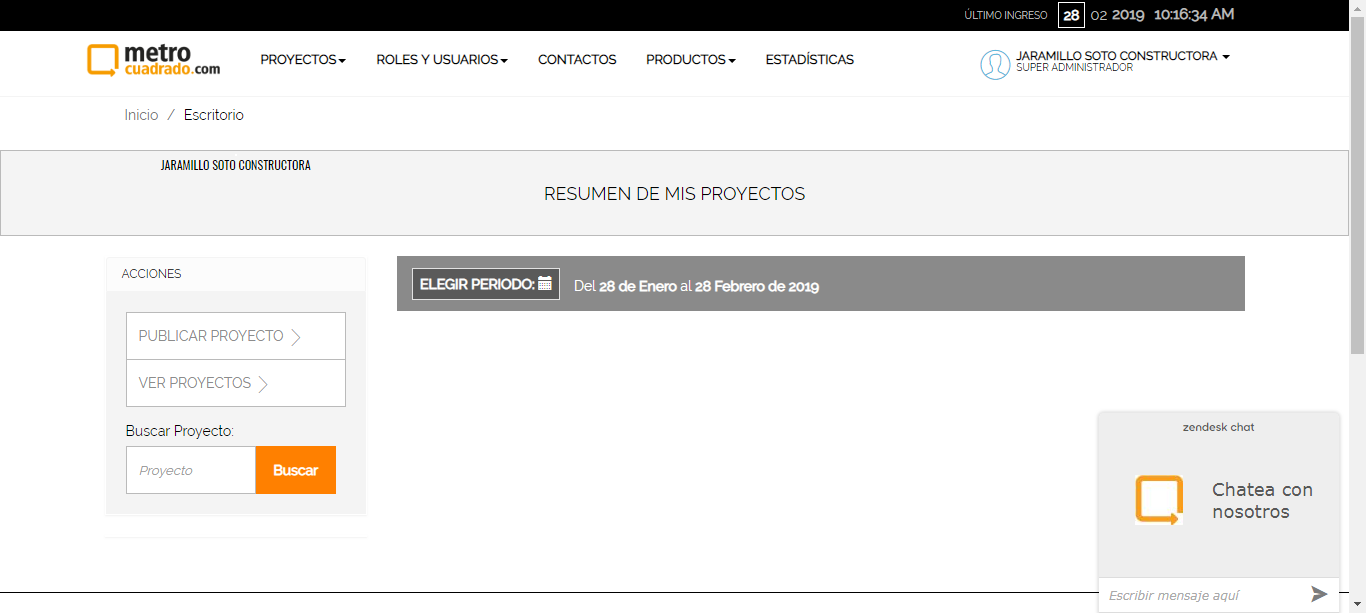 ÚLTIMO INGRESO 28 02 2019 10:16:34 AM
metro
cuadrado.com
PROYECTOS ROLES Y USUARIOS CONTACTOS PRODUCTOS ESTADÍSTICAS
JARAMILLO SOTO CONSTRUCTORA
SUPER ADMINISTRADOR
Inicio / Escritorio
JARAMILLO SOTO CONSTRUCTORA
RESUMEN DE MIS PROYECTOS
ACCIONES
ELEGIR PERIODO: Del 28 de Enero al 28 Febrero de 2019
PUBLICAR PROYECTO
VER PROYECTOS
Buscar Proyecto:
Proyecto Buscar
zendesk chat
Chatea con
nosotros
Escribir mensaje aquí